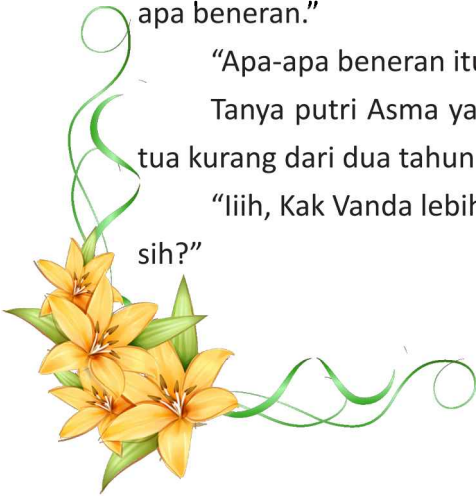 apa beneran.”
“Apa-apa beneran itu
Tanya putri Asma ya
tua kurang dari dua tahun
“Iiih, Kak Vanda lebih
sih?”